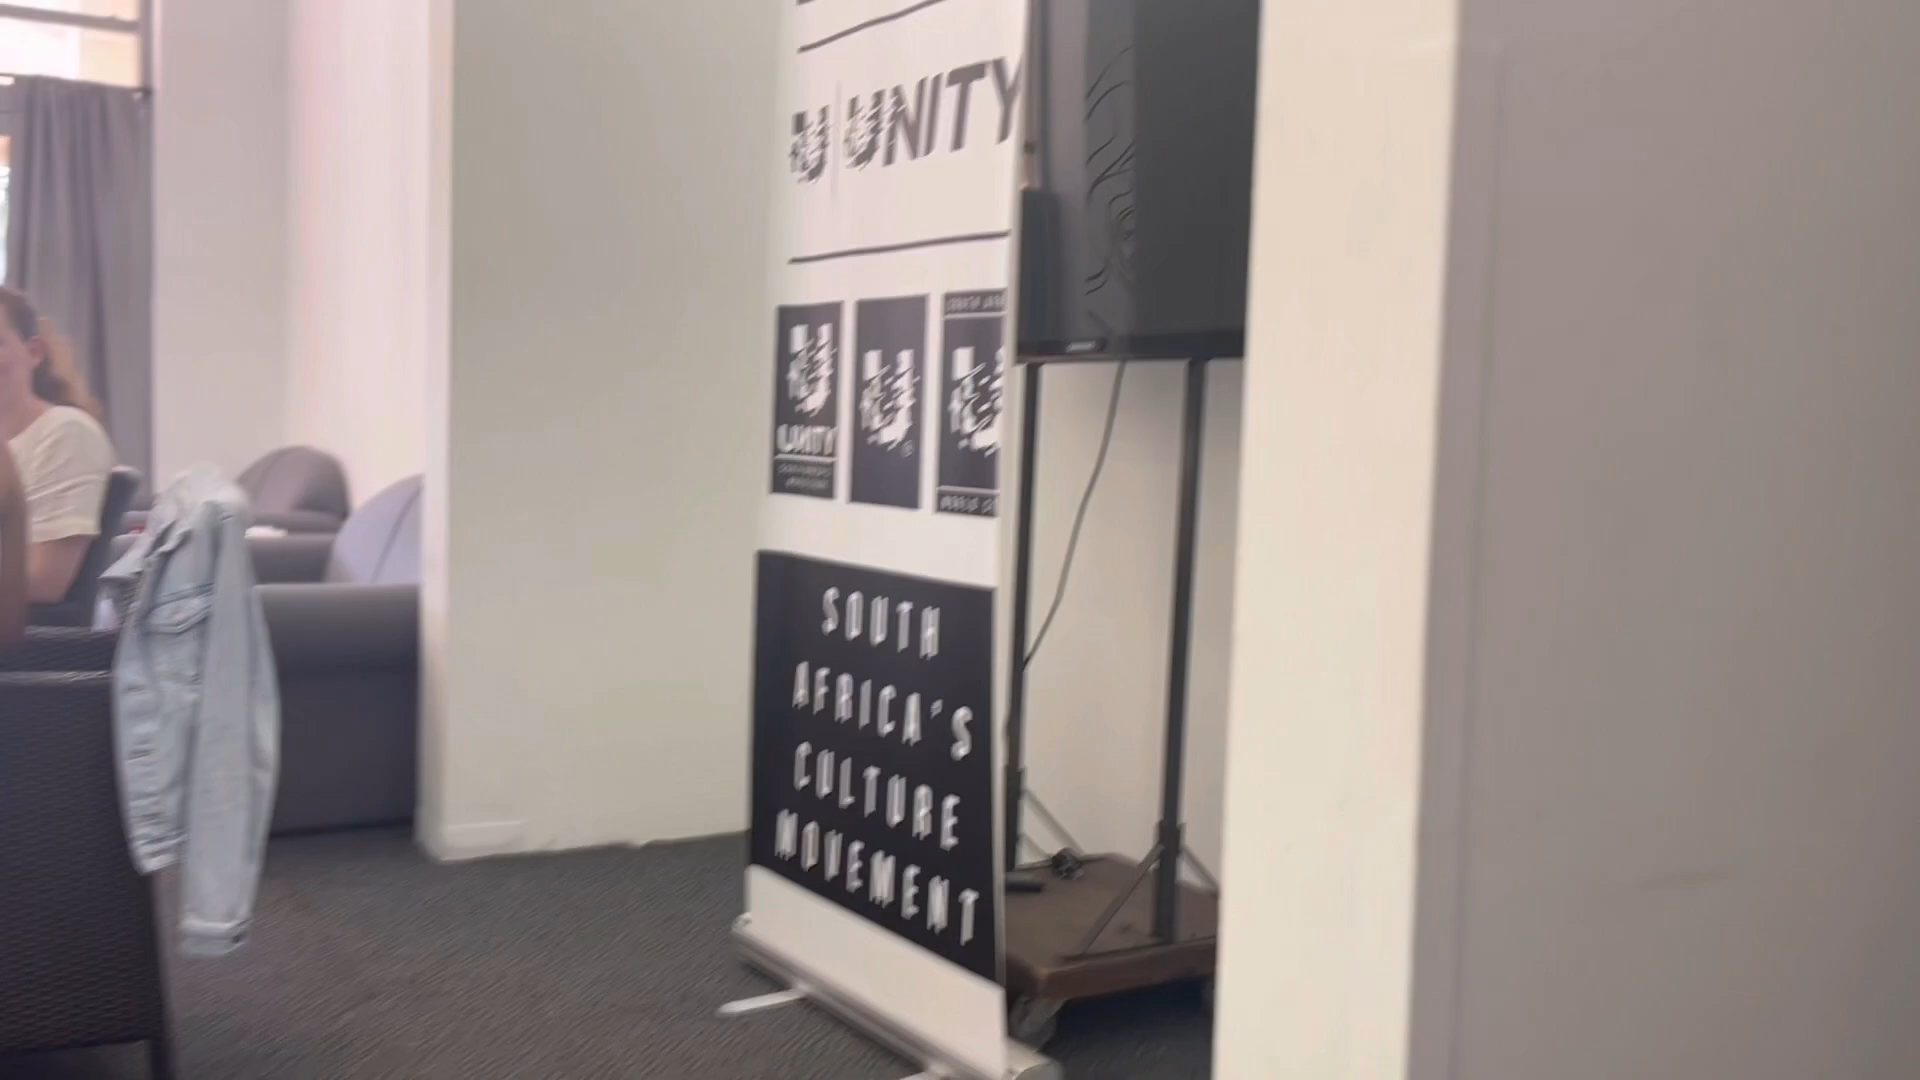 U UNITY
UNITY
SOUTH
AFRICA'S
CULTURE
MOVEMENT